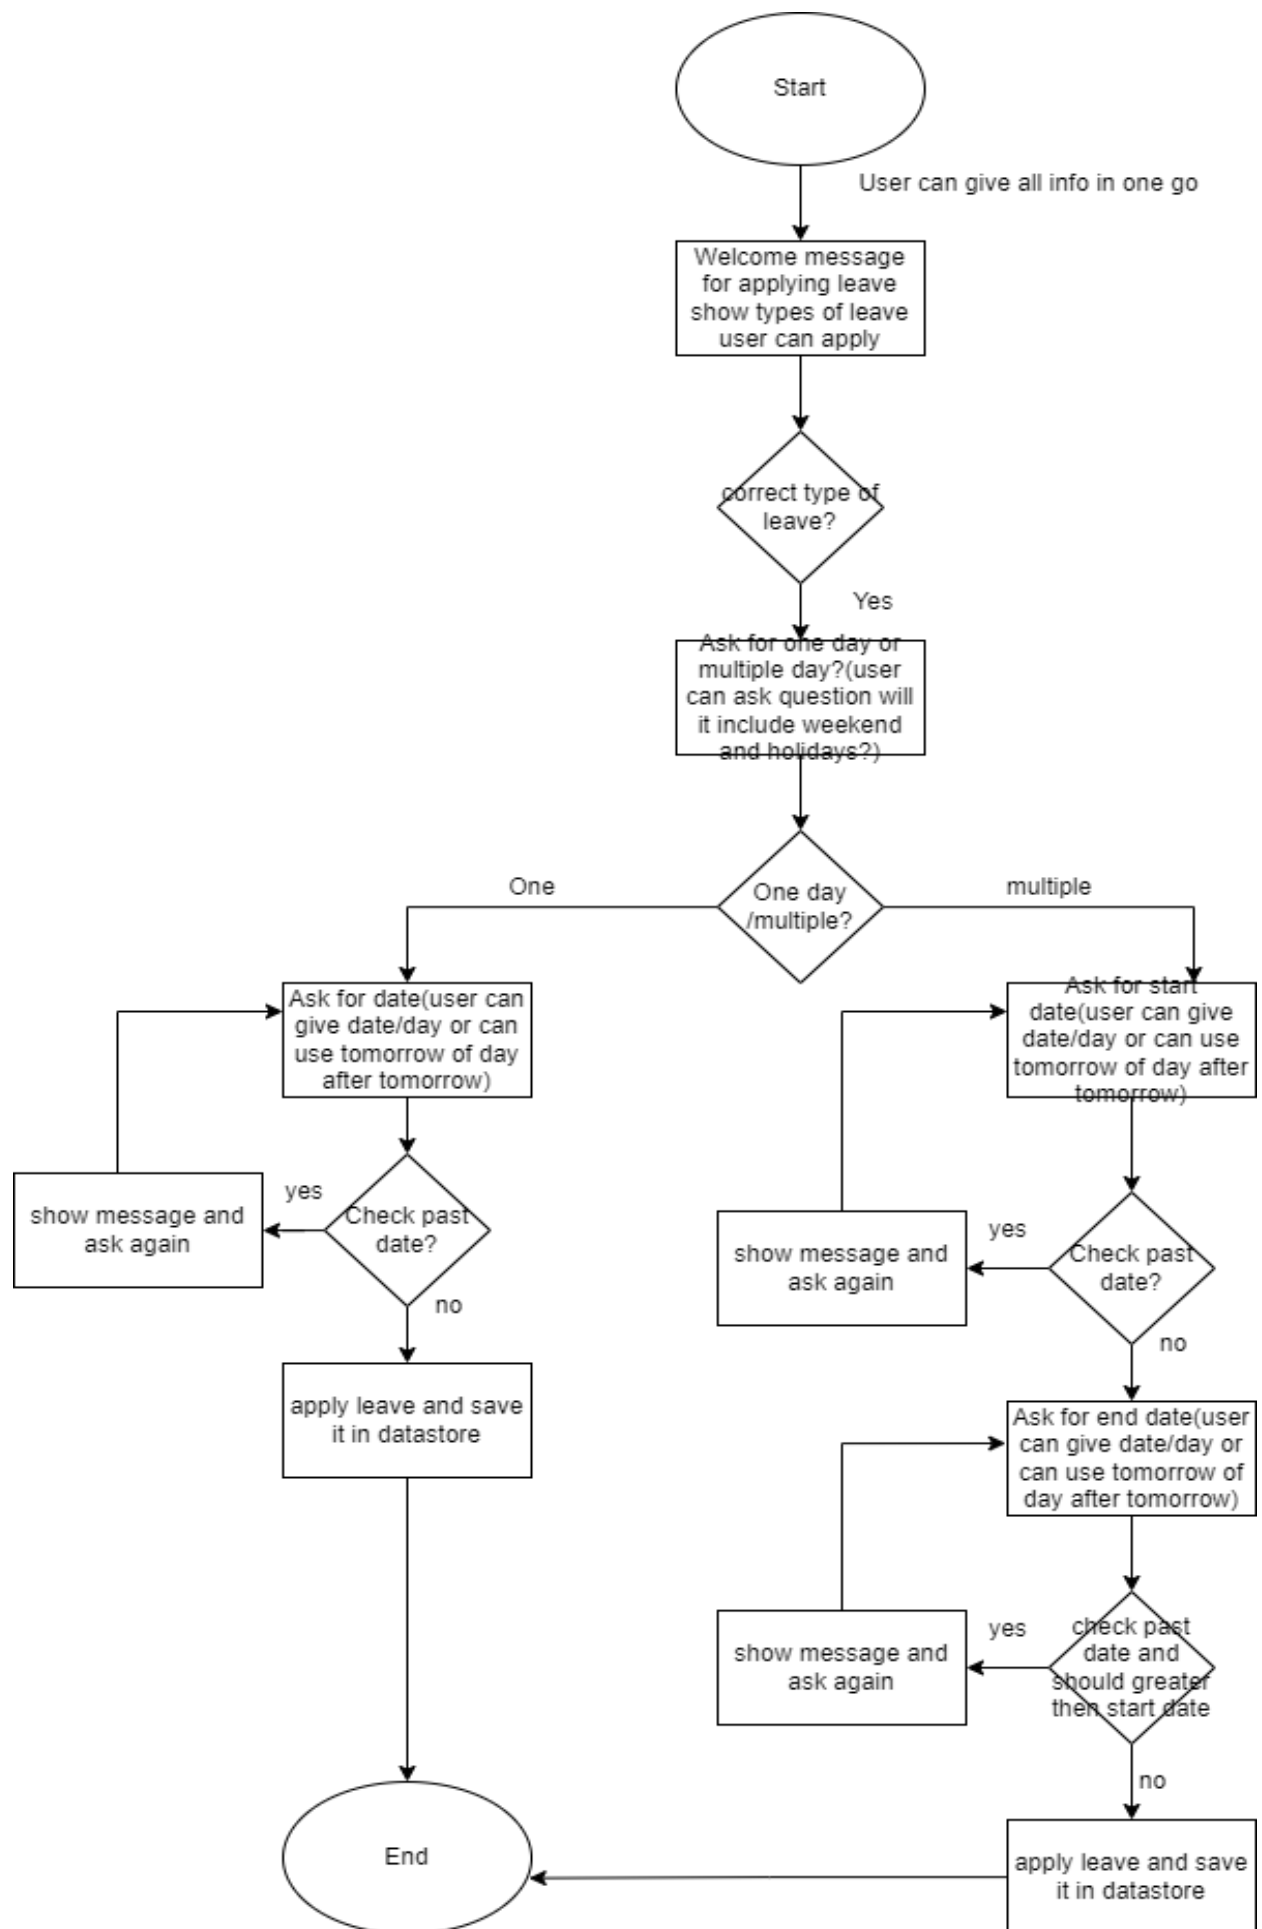 Start
User can give all info in one go
Welcome message
for applying leave
show types of leave
user can apply
correct type of
leave?
Yes
Ask for one day or
multiple day?(user
can ask question will
it include weekend
and holidays?)
One day
/multiple?
One
multiple
Ask for date(user can
give date/day or can
use tomorrow of day
after tomorrow)
Check past
date?
yes
show message and
ask again
no
apply leave and save
it in datastore
Ask for start
date(user can give
date/day or can use
tomorrow of day after
tomorrow)
Check past
date?
yes
show message and
ask again
no
Ask for end date(user
can give date/day or
can use tomorrow of
day after tomorrow)
check past
date and
should greater
then start date
yes
show message and
ask again
no
apply leave and save
it in datastore
End